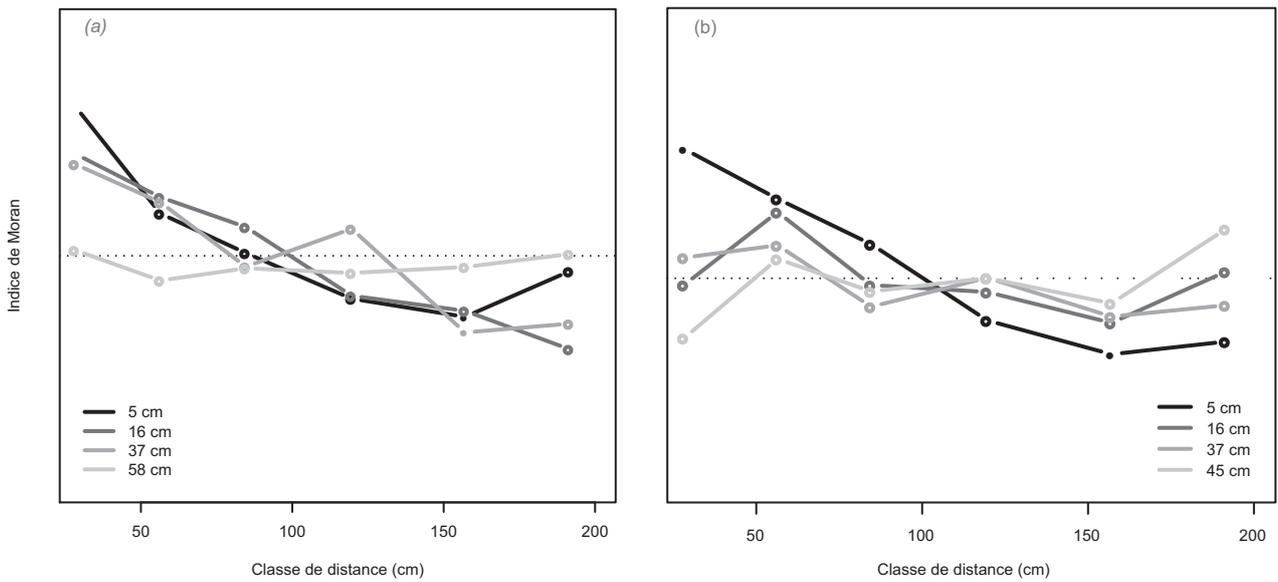 (a)
Indice de Moran
5 cm
16 cm
37 cm
58 cm
50 100 150 200
Classe de distance (cm)
(b)
5 cm
16 cm
37 cm
45 cm
50 100 150 200
Classe de distance (cm)